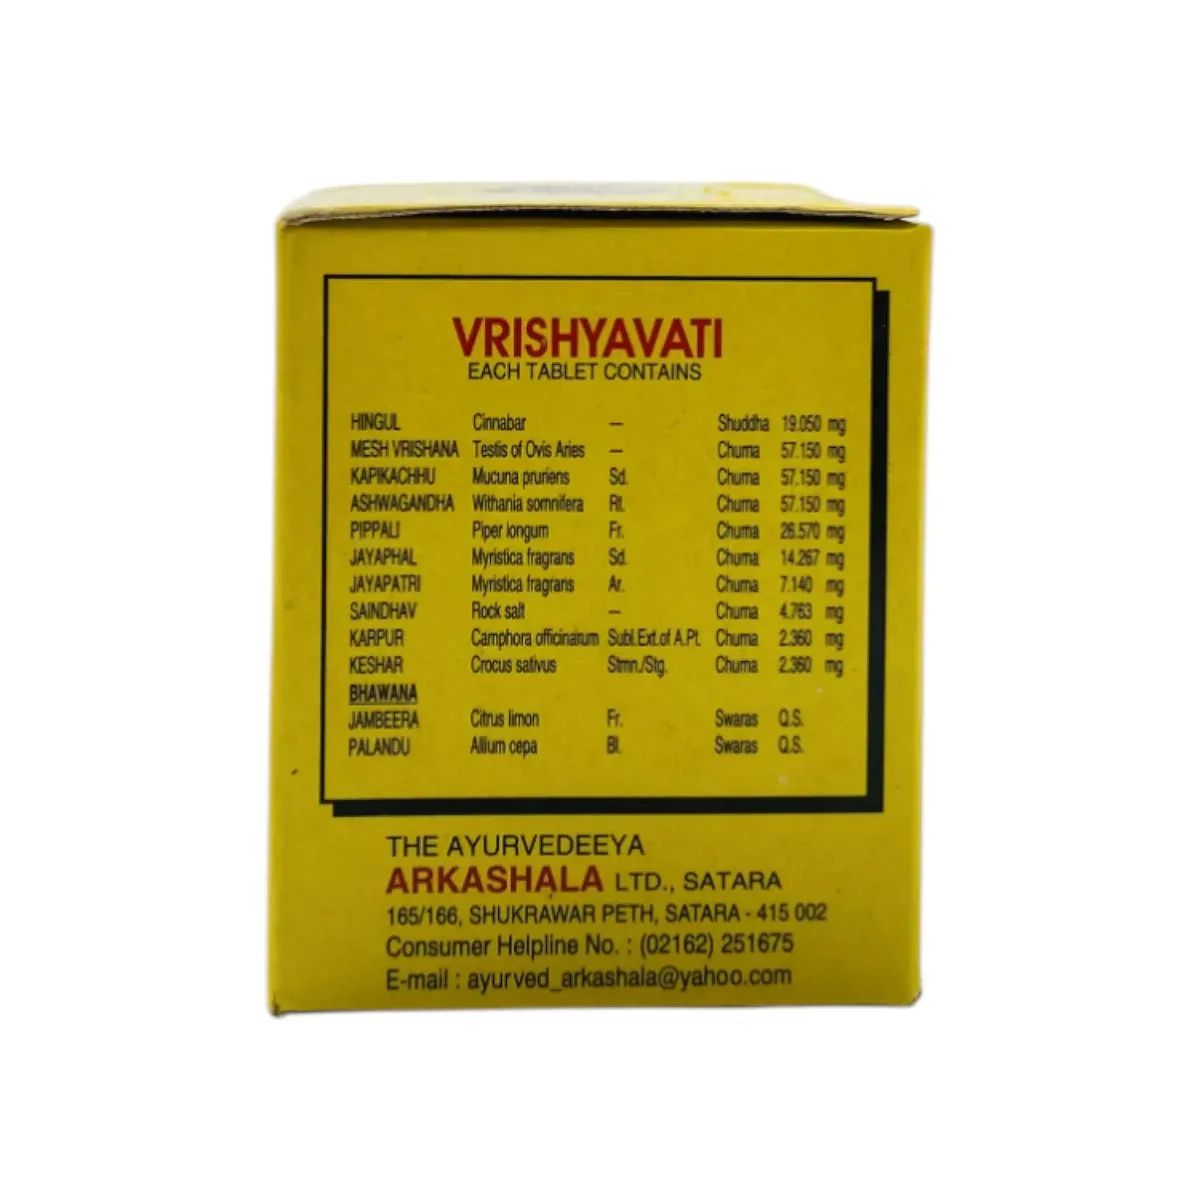 VRISHYAVATI
EACH TABLET CONTAINS
HINGUL Cinnabar — Shuddha 19.050 mg
MESH VRISHANA Testis of Ovis Aries — Churna 57.150 mg
KAPIKACHHU Mucuna pruriens Sd. Churna 57.150 mg
ASHWAGANDHA Withania somnifera Rt. Churna 57.150 mg
PIPPALI Piper longum Fr. Churna 26.570 mg
JAYAPHAL Myristica fragrans Sd. Churna 14.267 mg
JAYAPATRI Myristica fragrans Ar. Churna 7.140 mg
SAINDHAV Rock salt — Churna 4.763 mg
KARPUR Camphora officinarum Subl.Ext.of A.Pt. Churna 2.360 mg
KESHAR Crocus sativus Stmn./Stg. Churna 2.360 mg
BHAWANA
JAMBEERA Citrus limon Fr. Swaras Q.S.
PALANDU Allium cepa Bl. Swaras Q.S.
THE AYURVEDEEYA
ARKASHALA LTD., SATARA
165/166, SHUKRAWAR PETH, SATARA - 415 002
Consumer Helpline No. : (02162) 251675
E-mail : ayurved_arkashala@yahoo.com